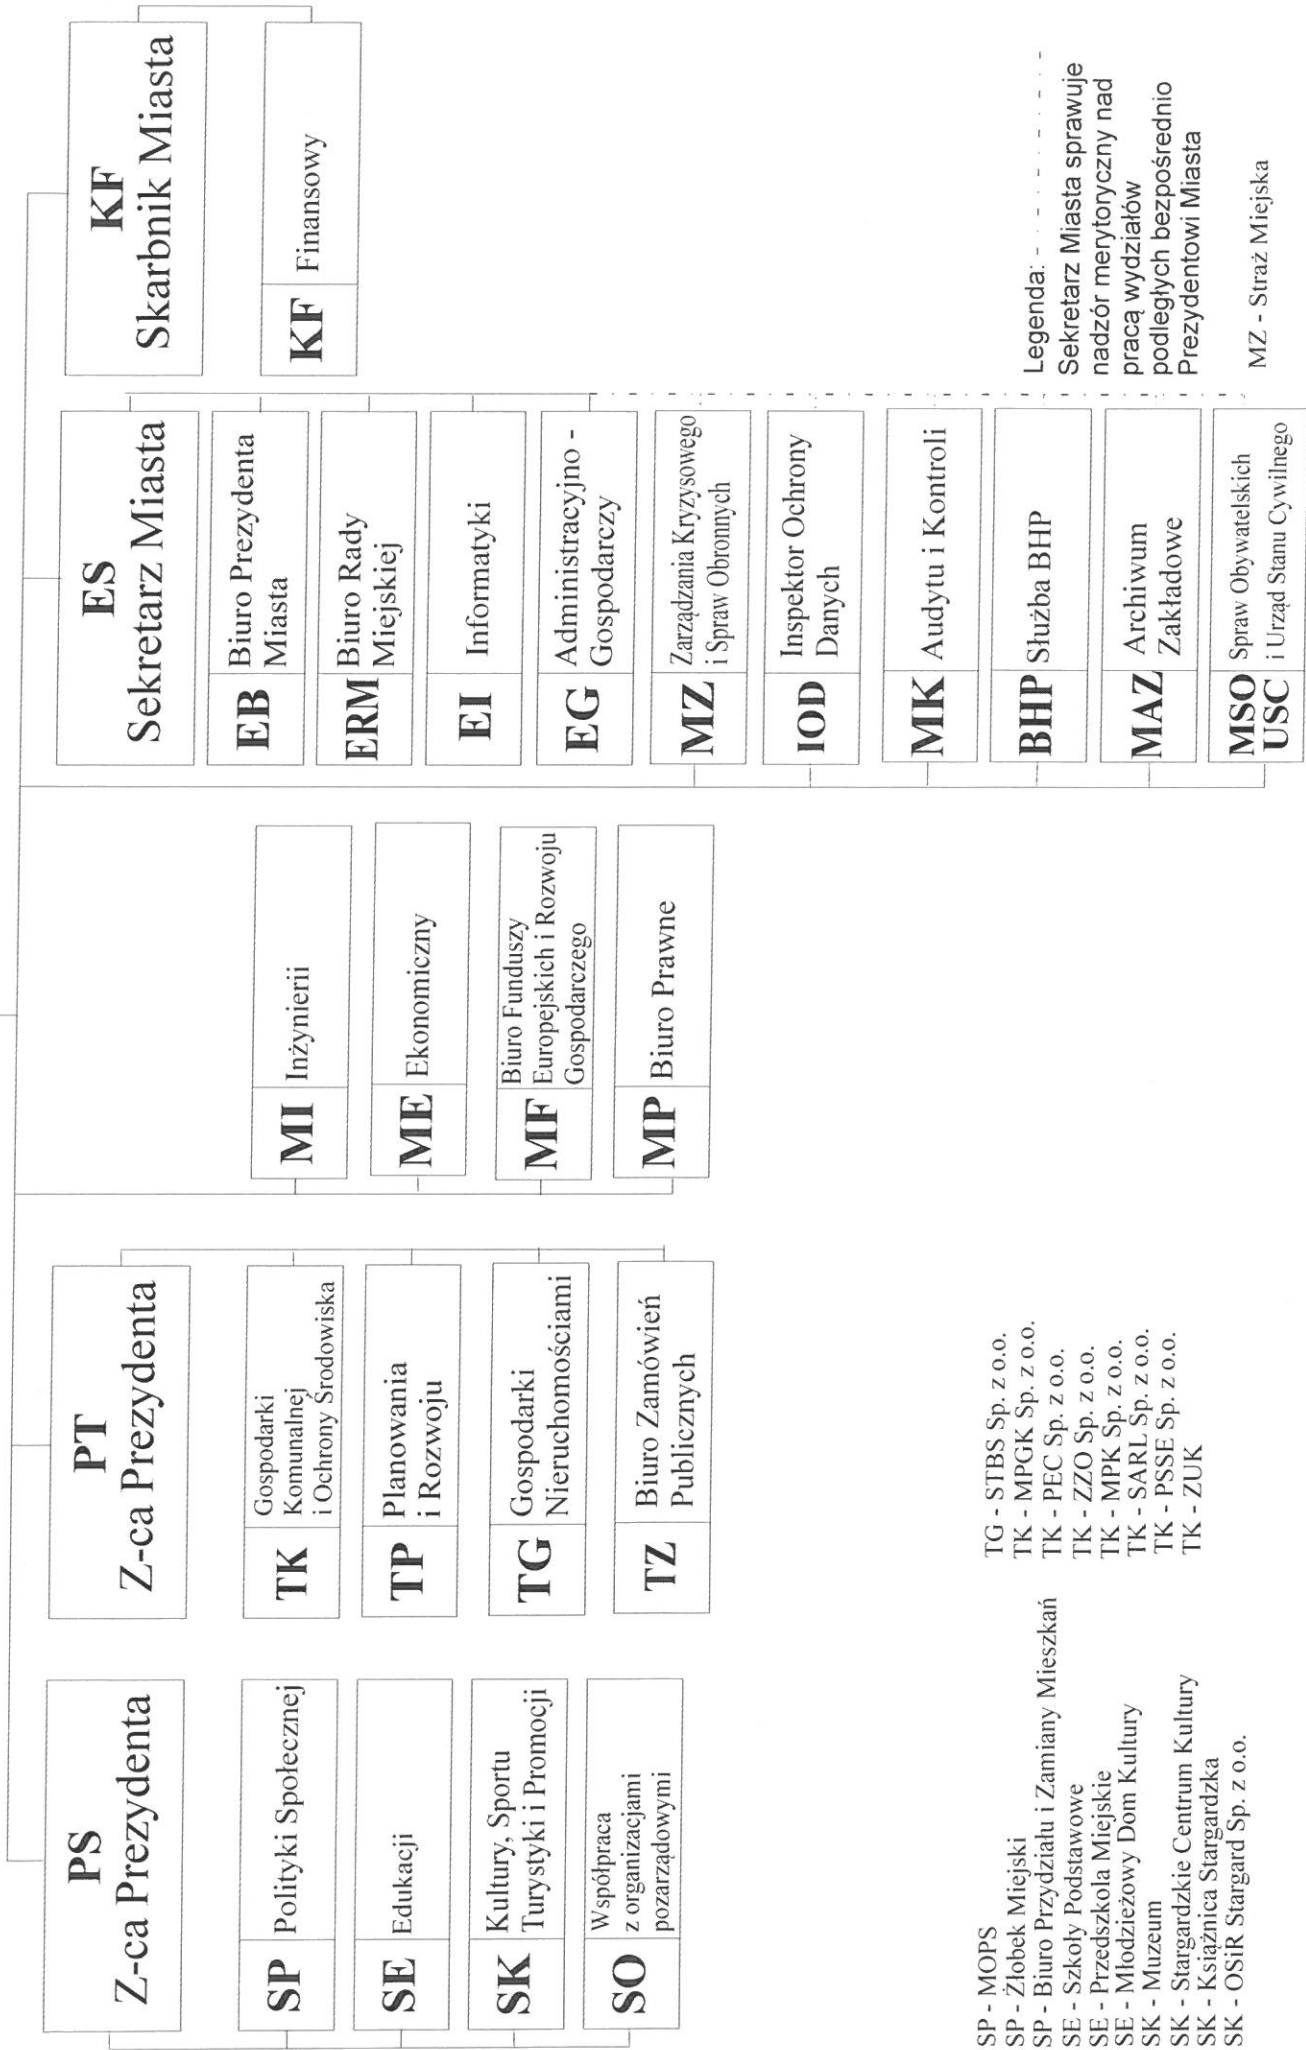 PS
Z-ca Prezydenta
SP
Polityki Społecznej
SE
Edukacji
SK
Kultury, Sportu
Turystyki i Promocji
SO
Współpraca
z organizacjami
pozarządowymi
PT
Z-ca Prezydenta
TK
Gospodarki
Komunalnej
i Ochrony Środowiska
TP
Planowania
i Rozwoju
TG
Gospodarki
Nieruchomościami
TZ
Biuro Zamówień
Publicznych
MI
Inżynierii
ME
Ekonomiczny
MF
Biuro Funduszy
Europejskich i Rozwoju
Gospodarczego
MP
Biuro Prawne
ES
Sekretarz Miasta
EB
Biuro Prezydenta
Miasta
ERM
Biuro Rady
Miejskiej
EI
Informatyki
EG
Administracyjno -
Gospodarczy
MZ
Zarządzania Kryzysowego
i Spraw Obronnych
IOD
Inspektor Ochrony
Danych
MK
Audytu i Kontroli
BHP
Służba BHP
MAZ
Archiwum
Zakładowe
MSO
USC
Spraw Obywatelskich
i Urząd Stanu Cywilnego
KF
Skarbnik Miasta
KF
Finansowy
SP - MOPS
SP - Żłobek Miejski
SP - Biuro Przydziału i Zamiany Mieszkań
SE - Szkoły Podstawowe
SE - Przedszkola Miejskie
SE - Młodzieżowy Dom Kultury
SK - Muzeum
SK - Stargardzkie Centrum Kultury
SK - Książnica Stargardzka
SK - OSiR Stargard Sp. z o.o.
TG - STBS Sp. z o.o.
TK - MPGK Sp. z o.o.
TK - PEC Sp. z o.o.
TK - ZZO Sp. z o.o.
TK - MPK Sp. z o.o.
TK - SARL Sp. z o.o.
TK - PSSE Sp. z o.o.
TK - ZUK
Legenda:
Sekretarz Miasta sprawuje
nadzór merytoryczny nad
pracą wydziałów
podległych bezpośrednio
Prezydentowi Miasta
MZ - Straż Miejska